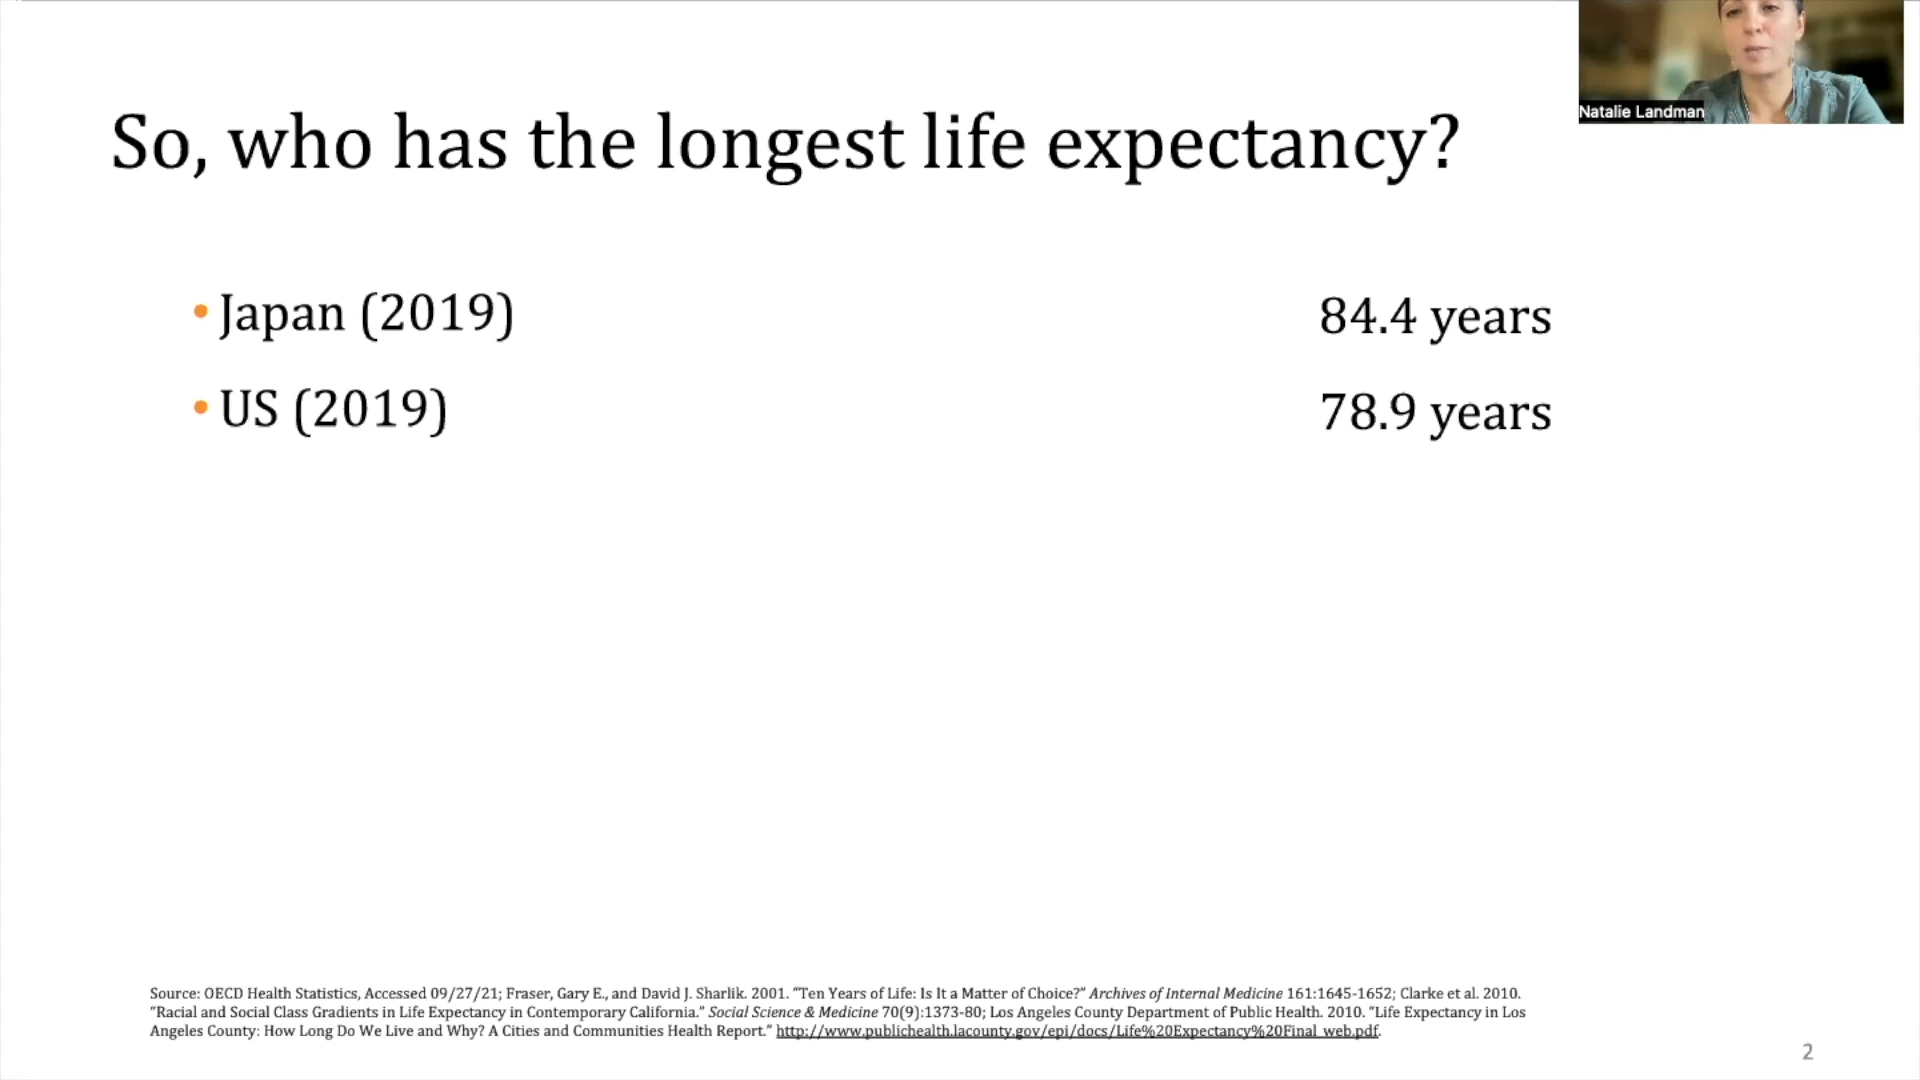 Natalie Landman
So, who has the longest life expectancy?
• Japan (2019) 84.4 years
• US (2019) 78.9 years
Source: OECD Health Statistics, Accessed 09/27/21; Fraser, Gary E., and David J. Sharlik. 2001. “Ten Years of Life: Is It a Matter of Choice?” Archives of Internal Medicine 161:1645-1652; Clarke et al. 2010.
“Racial and Social Class Gradients in Life Expectancy in Contemporary California.” Social Science & Medicine 70(9):1373-80; Los Angeles County Department of Public Health. 2010. “Life Expectancy in Los
Angeles County: How Long Do We Live and Why? A Cities and Communities Health Report.” http://www.publichealth.lacounty.gov/epi/docs/Life%20Expectancy%20Final_web.pdf.
2